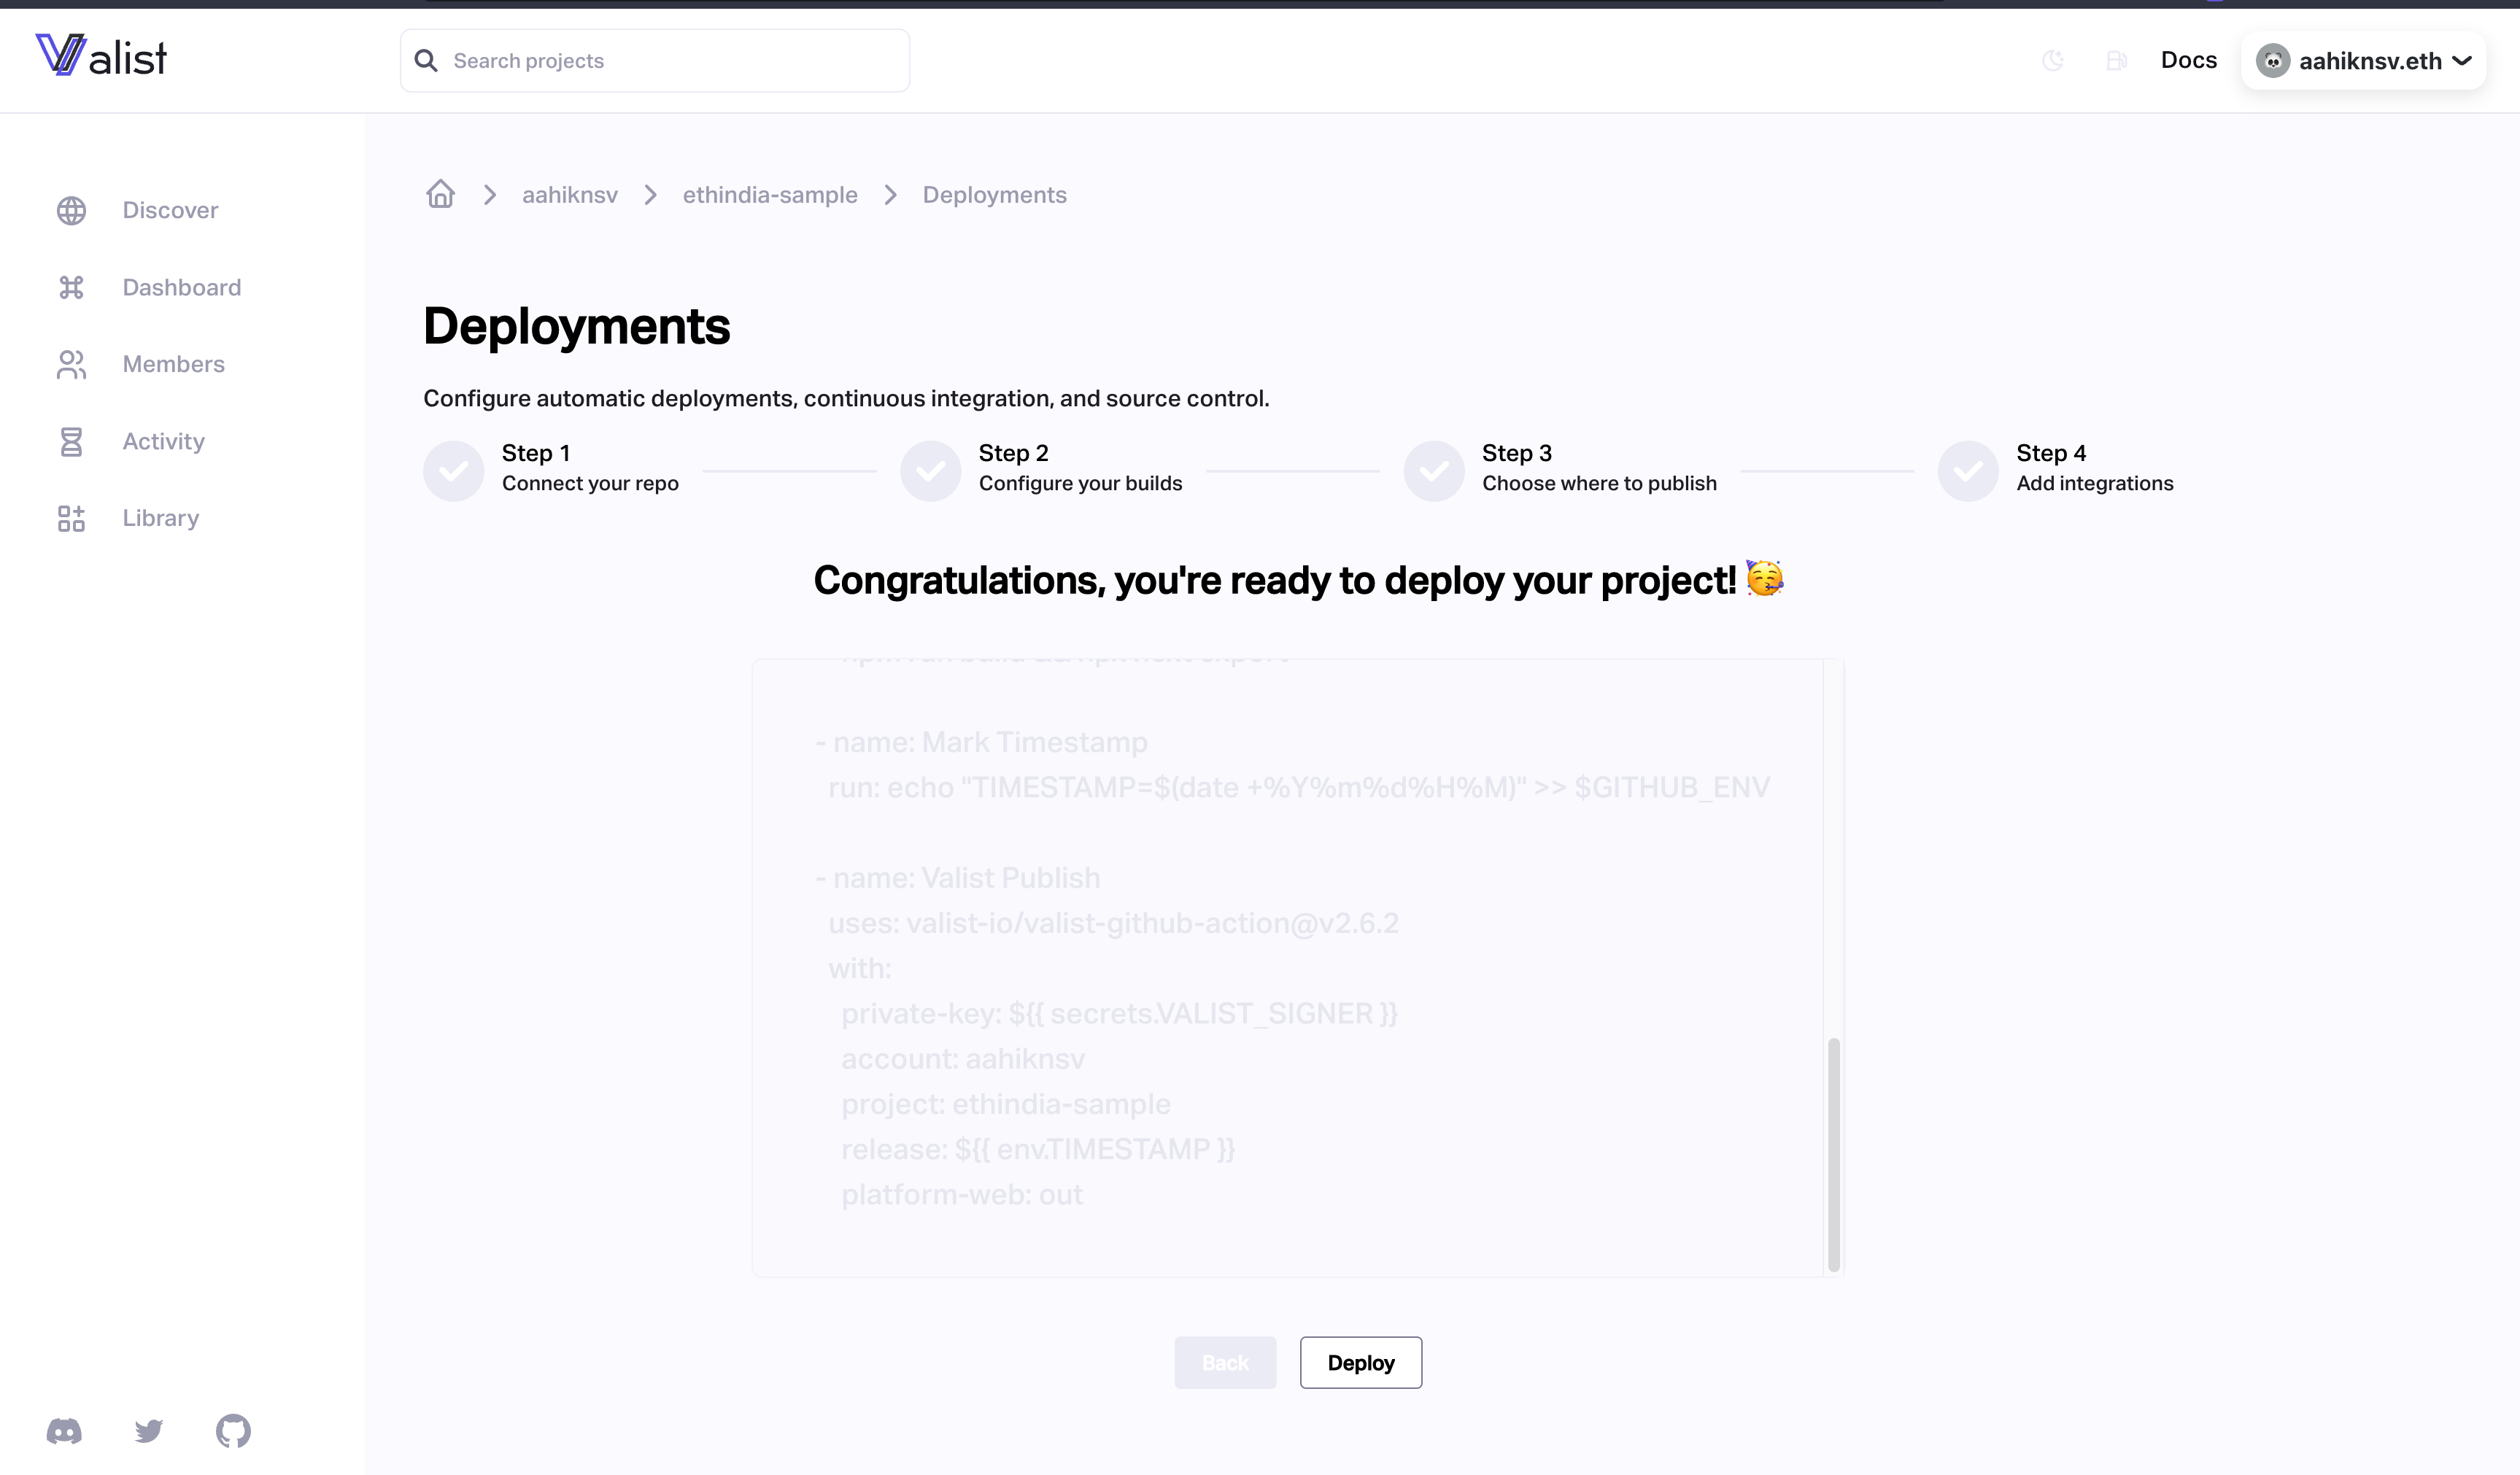 Valist
Search projects
Docs
aahiknsv.eth
Discover
Dashboard
Members
Activity
Library
aahiknsv
ethindia-sample
Deployments
Deployments
Configure automatic deployments, continuous integration, and source control.
Step 1
Connect your repo
Step 2
Configure your builds
Step 3
Choose where to publish
Step 4
Add integrations
Congratulations, you're ready to deploy your project! 🥳
- name: Mark Timestamp
run: echo "TIMESTAMP=$(date +%Y%m%d%H%M)" >> $GITHUB_ENV
- name: Valist Publish
uses: valist-io/valist-github-action@v2.6.2
with:
private-key: ${{ secrets.VALIST_SIGNER }}
account: aahiknsv
project: ethindia-sample
release: ${{ env.TIMESTAMP }}
platform-web: out
Back
Deploy